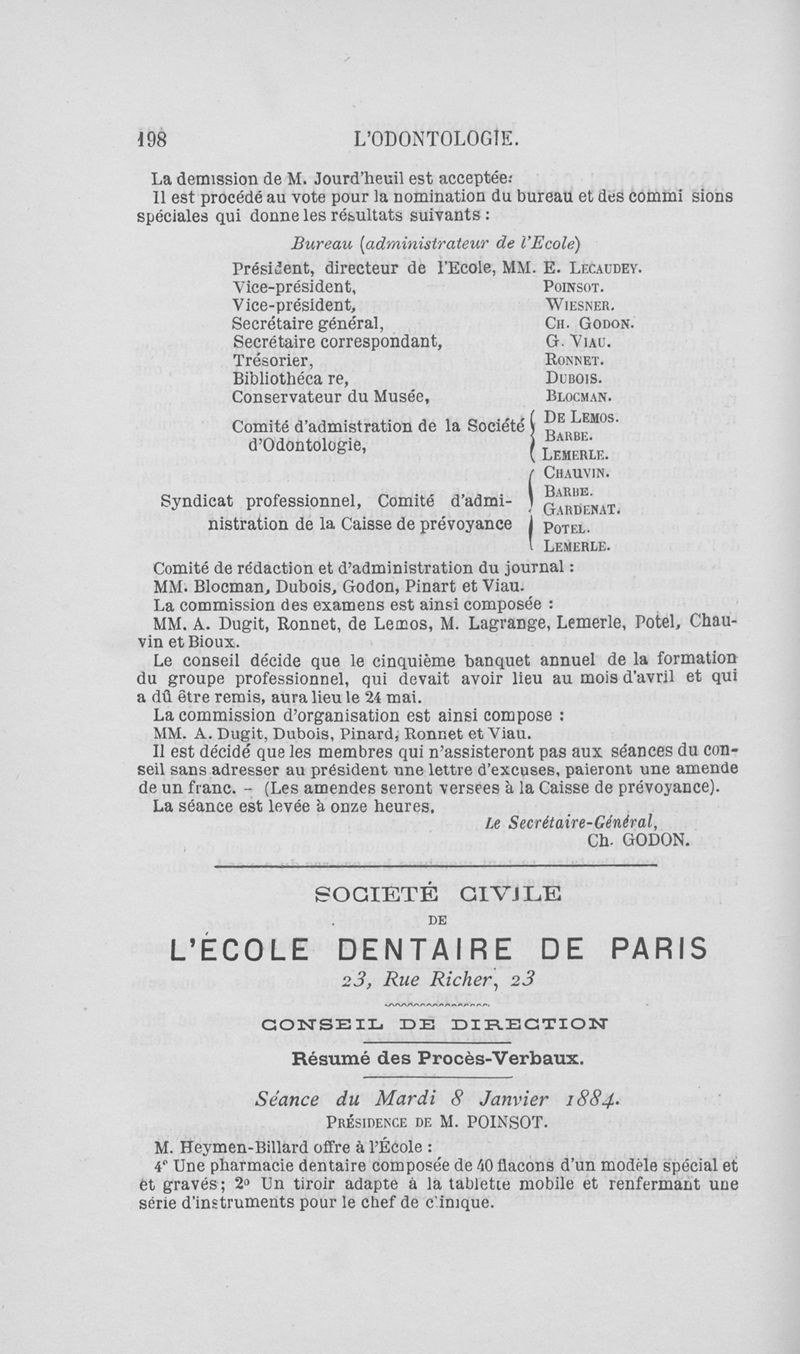 198 L'ODONTOLOGIE.
La demission de M. Jourd'heuil est acceptée:
Il est procédé au vote pour la nomination du bureau et des commi sions
spéciales qui donne les résultats suivants :
Bureau (administrateur de l'Ecole)
Président, directeur de l'Ecole, MM. E. LECAUDEY.
Vice-président, POINSOT.
Vice-président, WIESNER.
Secrétaire général, CH. GODON.
Secrétaire correspondant, G. VIAU.
Trésorier, RONNET.
Bibliothéca re, DUBOIS.
Conservateur du Musée, BLOCMAN.
Comité d'admistration de la Société
d'Odontologie,
DE LEMOS.
BARBE.
LEMERLE.
Syndicat professionnel, Comité d'admi-
nistration de la Caisse de prévoyance
CHAUVIN.
BARBE.
GARDENAT.
POTEL.
LEMERLE.
Comité de rédaction et d'administration du journal :
MM. Blocman, Dubois, Godon, Pinart et Viau.
La commission des examens est ainsi composée :
MM. A. Dugit, Ronnet, de Lemos, M. Lagrange, Lemerle, Potel, Chau-
vin et Bioux.
Le conseil décide que le cinquième banquet annuel de la formation
du groupe professionnel, qui devait avoir lieu au mois d'avril et qui
a dû être remis, aura lieu le 24 mai.
La commission d'organisation est ainsi compose :
MM. A. Dugit, Dubois, Pinard, Ronnet et Viau.
Il est décidé que les membres qui n'assisteront pas aux séances du con-
seil sans adresser au président une lettre d'excuses, paieront une amende
de un franc. - (Les amendes seront versées à la Caisse de prévoyance).
La séance est levée à onze heures.
Le Secrétaire-Général,
Ch. GODON.
SOCIÉTÉ CIVILE
DE
L'ÉCOLE DENTAIRE DE PARIS
23, Rue Richer, 23
CONSEIL DE DIRECTION
Résumé des Procès-Verbaux.
Séance du Mardi 8 Janvier 1884.
PRÉSIDENCE DE M. POINSOT.
M. Heymen-Billard offre à l'École :
4° Une pharmacie dentaire composée de 40 flacons d'un modèle spécial et
et gravés; 2° Un tiroir adapte à la tablette mobile et renfermant une
série d'instruments pour le chef de c'inique.